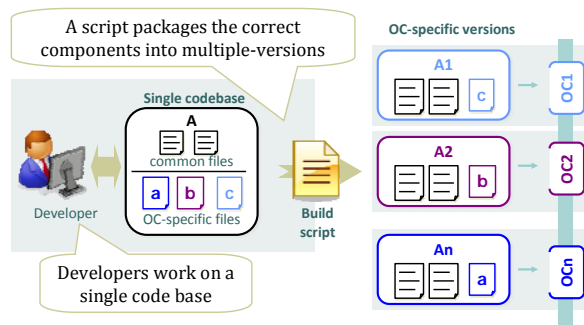 A script packages the correct
components into multiple-versions
OC-specific versions
Single codebase
A
common files
a b c
OC-specific files
Developer
Build
script
Developers work on a
single code base
A1
c
OC1
A2
b
OC2
An
a
OCn